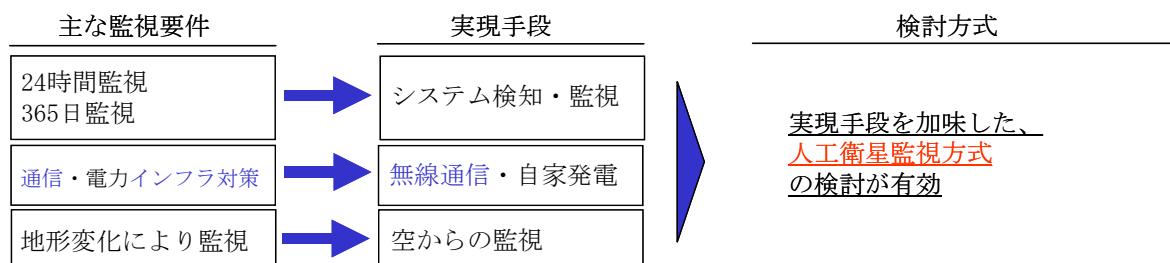 主な監視要件
実現手段
検討方式
24時間監視
365日監視
システム検知・監視
通信・電力インフラ対策
無線通信・自家発電
地形変化により監視
空からの監視
実現手段を加味した、
人工衛星監視方式
の検討が有効